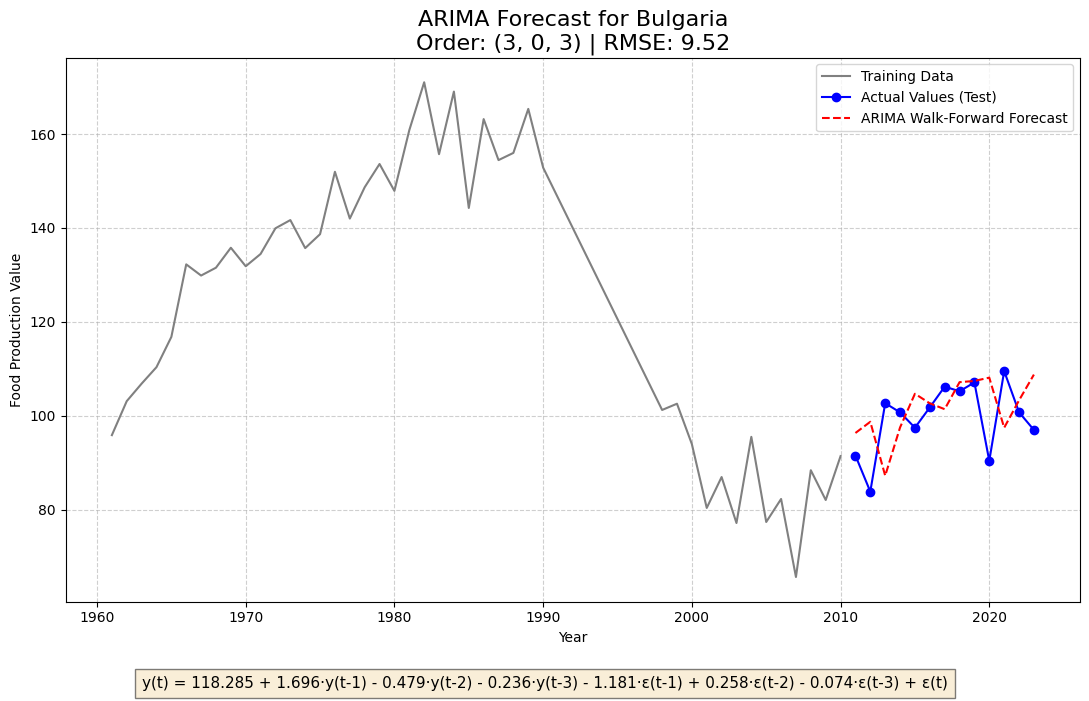 ARIMA Forecast for Bulgaria
Order: (3, 0, 3) | RMSE: 9.52
Training Data
Actual Values (Test)
ARIMA Walk-Forward Forecast
Food Production Value
160
140
120
100
80
1960 1970 1980 1990 2000 2010 2020
Year
y(t) = 118.285 + 1.696·y(t-1) - 0.479·y(t-2) - 0.236·y(t-3) - 1.181·ε(t-1) + 0.258·ε(t-2) - 0.074·ε(t-3) + ε(t)